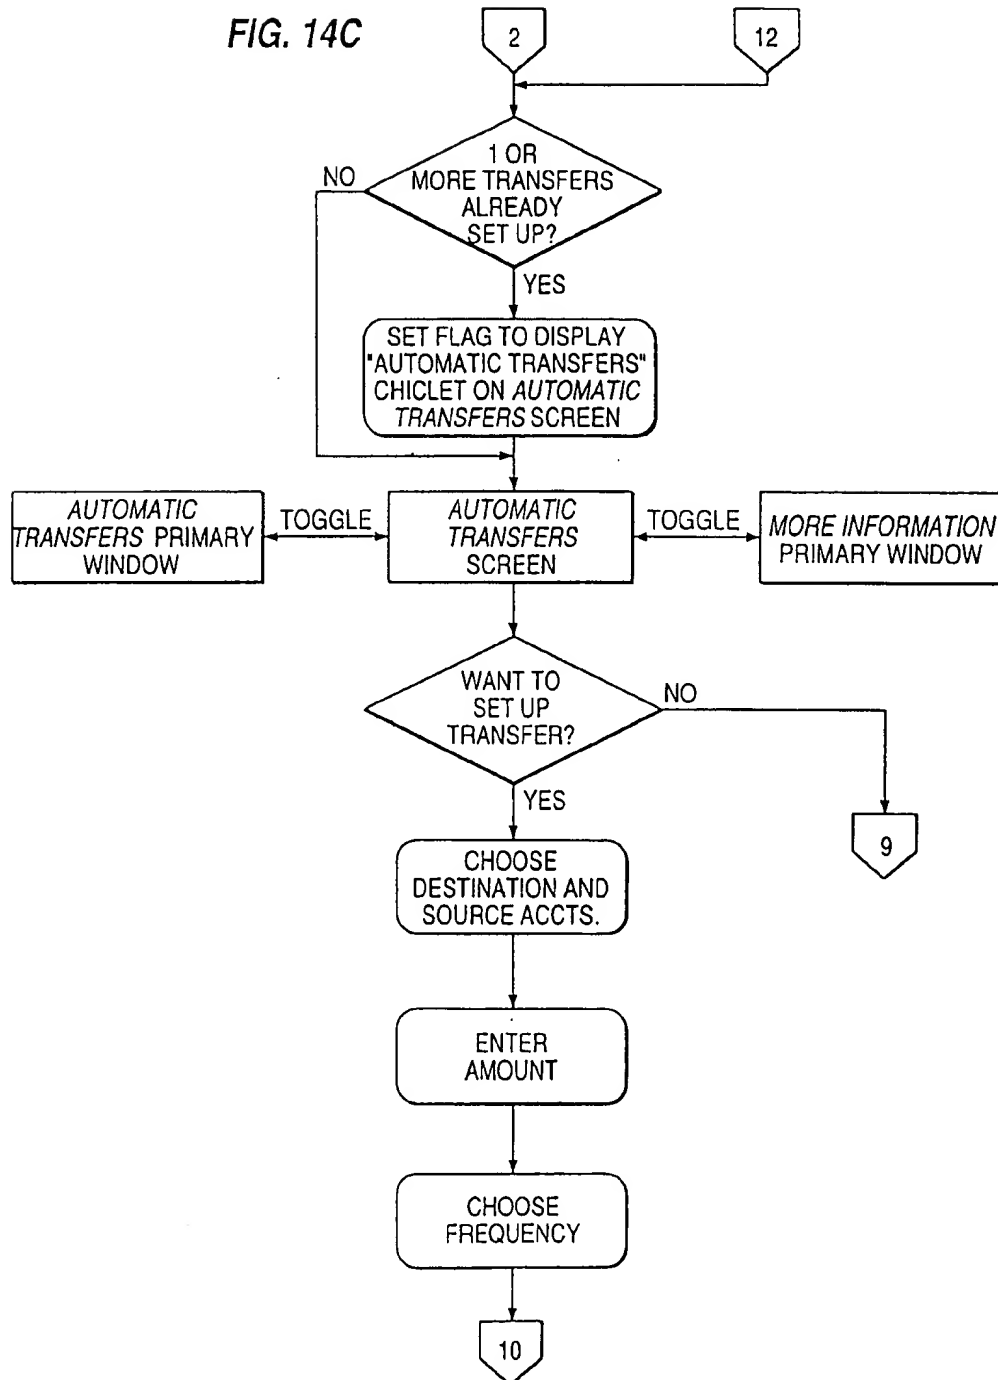 FIG. 14C
2
12
1 OR
MORE TRANSFERS
ALREADY
SET UP?
NO
YES
SET FLAG TO DISPLAY
"AUTOMATIC TRANSFERS"
CHICLET ON AUTOMATIC
TRANSFERS SCREEN
AUTOMATIC
TRANSFERS PRIMARY
WINDOW
TOGGLE
AUTOMATIC
TRANSFERS
SCREEN
TOGGLE
MORE INFORMATION
PRIMARY WINDOW
WANT TO
SET UP
TRANSFER?
NO
YES
9
CHOOSE
DESTINATION AND
SOURCE ACCTS.
ENTER
AMOUNT
CHOOSE
FREQUENCY
10